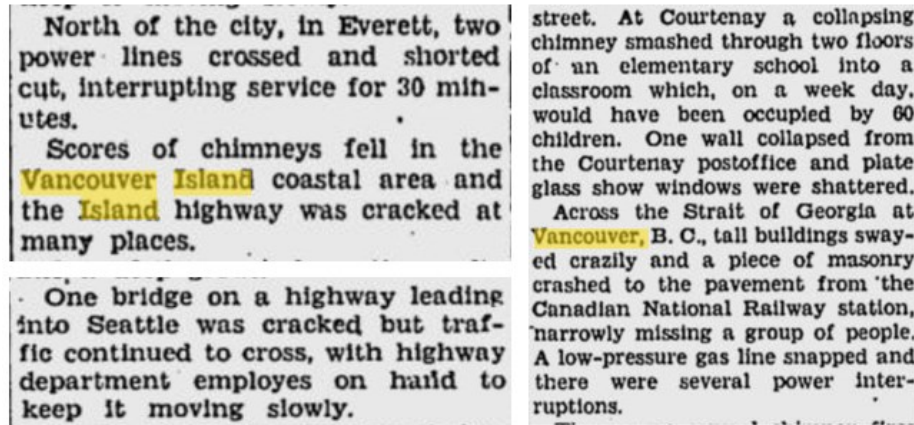 North of the city, in Everett, two
power lines crossed and shorted
cut, interrupting service for 30 min-
utes.
Scores of chimneys fell in the
Vancouver Island coastal area and
the Island highway was cracked at
many places.
One bridge on a highway leading
into Seattle was cracked but traf-
fic continued to cross, with highway
department employes on hand to
keep it moving slowly.
street. At Courtenay a collapsing
chimney smashed through two floors
of an elementary school into a
classroom which, on a week day,
would have been occupied by 60
children. One wall collapsed from
the Courtenay postoffice and plate
glass show windows were shattered.
Across the Strait of Georgia at
Vancouver, B. C., tall buildings sway-
ed crazily and a piece of masonry
crashed to the pavement from the
Canadian National Railway station,
narrowly missing a group of people.
A low-pressure gas line snapped and
there were several power inter-
ruptions.